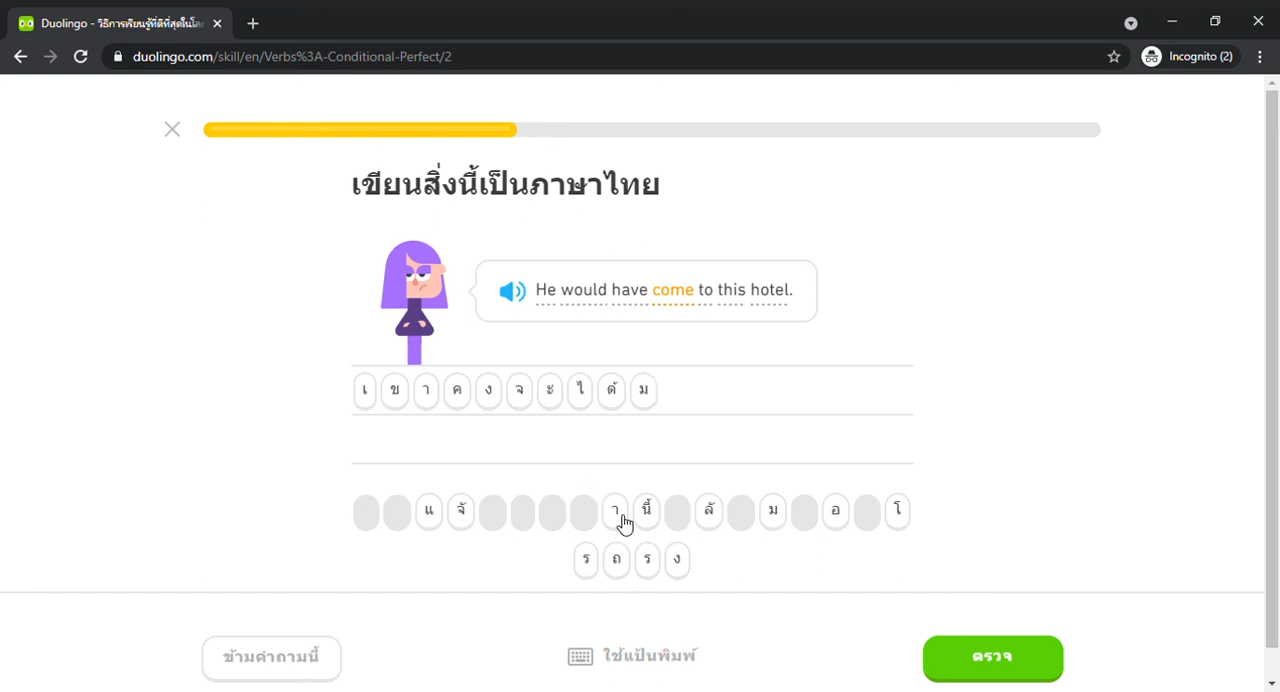 Duolingo - วิธีการเรียนรู้ที่ดีที่สุดในโล
duolingo.com/skill/en/Verbs%3A-Conditional-Perfect/2
Incognito (2)
เขียนสิ่งนี้เป็นภาษาไทย
He would have come to this hotel.
เ ข า ค ง จ ะ ไ ด้ ม
แ จั า นี้ ลั ม อ โ
ร ถ ร ง
ข้ามคำถามนี้
ใช้แป้นพิมพ์
ตรวจ